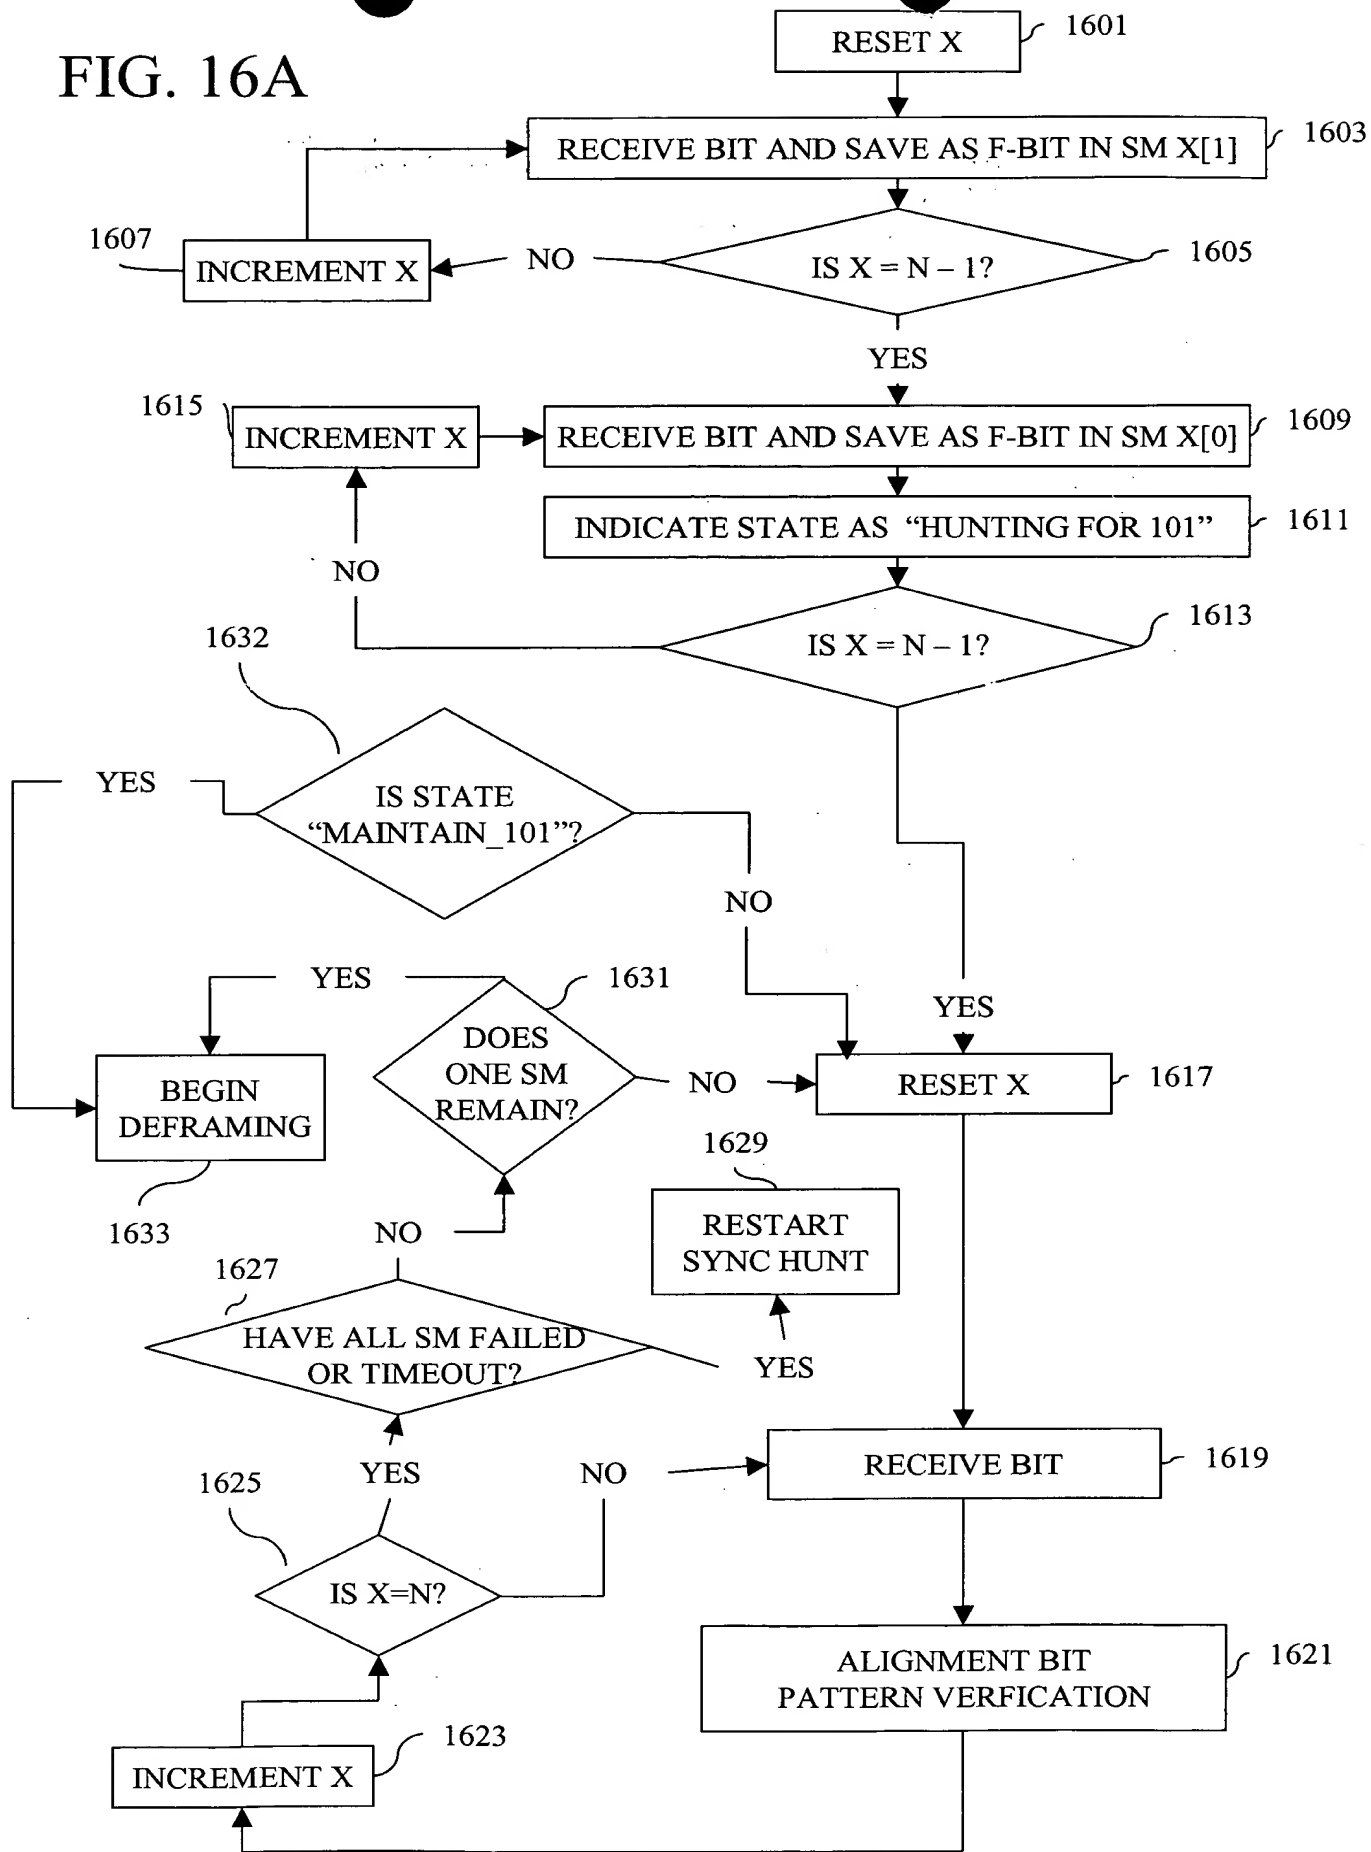 FIG. 16A
RESET X
1601
RECEIVE BIT AND SAVE AS F-BIT IN SM X[1]
1603
1607
INCREMENT X
NO
IS X = N – 1?
1605
YES
1615
INCREMENT X
RECEIVE BIT AND SAVE AS F-BIT IN SM X[0]
1609
INDICATE STATE AS “HUNTING FOR 101”
1611
NO
IS X = N – 1?
1613
1632
YES
IS STATE
“MAINTAIN_101”?
NO
YES
1631
YES
DOES
ONE SM
REMAIN?
NO
RESET X
1617
BEGIN
DEFRAMING
1633
1629
RESTART
SYNC HUNT
NO
1627
HAVE ALL SM FAILED
OR TIMEOUT?
YES
YES
NO
RECEIVE BIT
1619
1625
IS X=N?
ALIGNMENT BIT
PATTERN VERFICATION
1621
INCREMENT X
1623